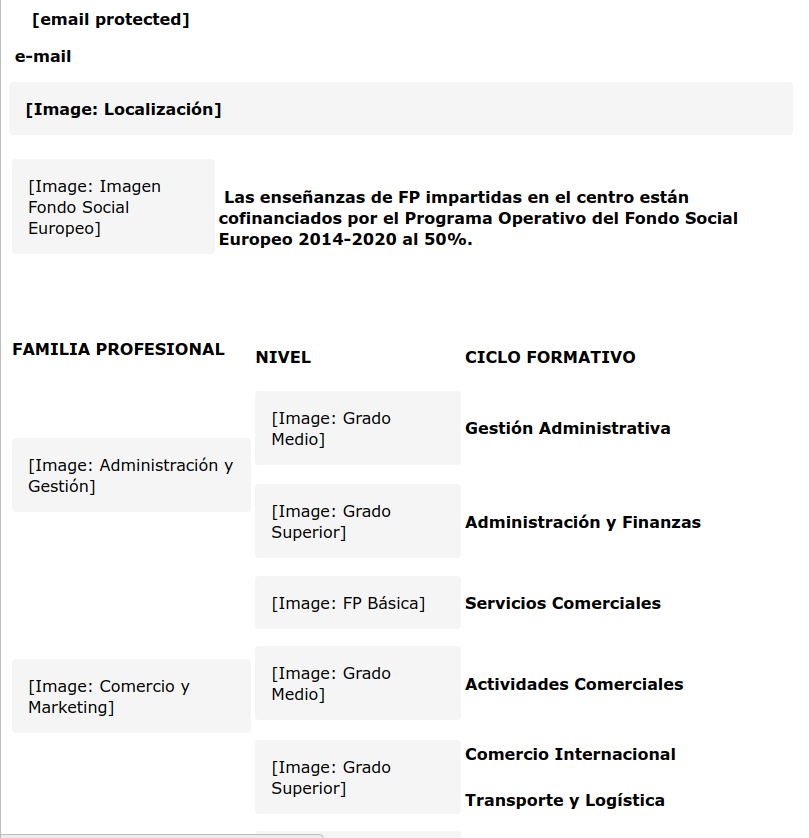 [email protected]
e-mail
[Image: Localización]
[Image: Imagen
Fondo Social
Europeo]
Las enseñanzas de FP impartidas en el centro están
cofinanciados por el Programa Operativo del Fondo Social
Europeo 2014-2020 al 50%.
FAMILIA PROFESIONAL
NIVEL
CICLO FORMATIVO
[Image: Administración y
Gestión]
[Image: Grado
Medio]
Gestión Administrativa
[Image: Grado
Superior]
Administración y Finanzas
[Image: Comercio y
Marketing]
[Image: FP Básica]
Servicios Comerciales
[Image: Grado
Medio]
Actividades Comerciales
[Image: Grado
Superior]
Comercio Internacional
Transporte y Logística